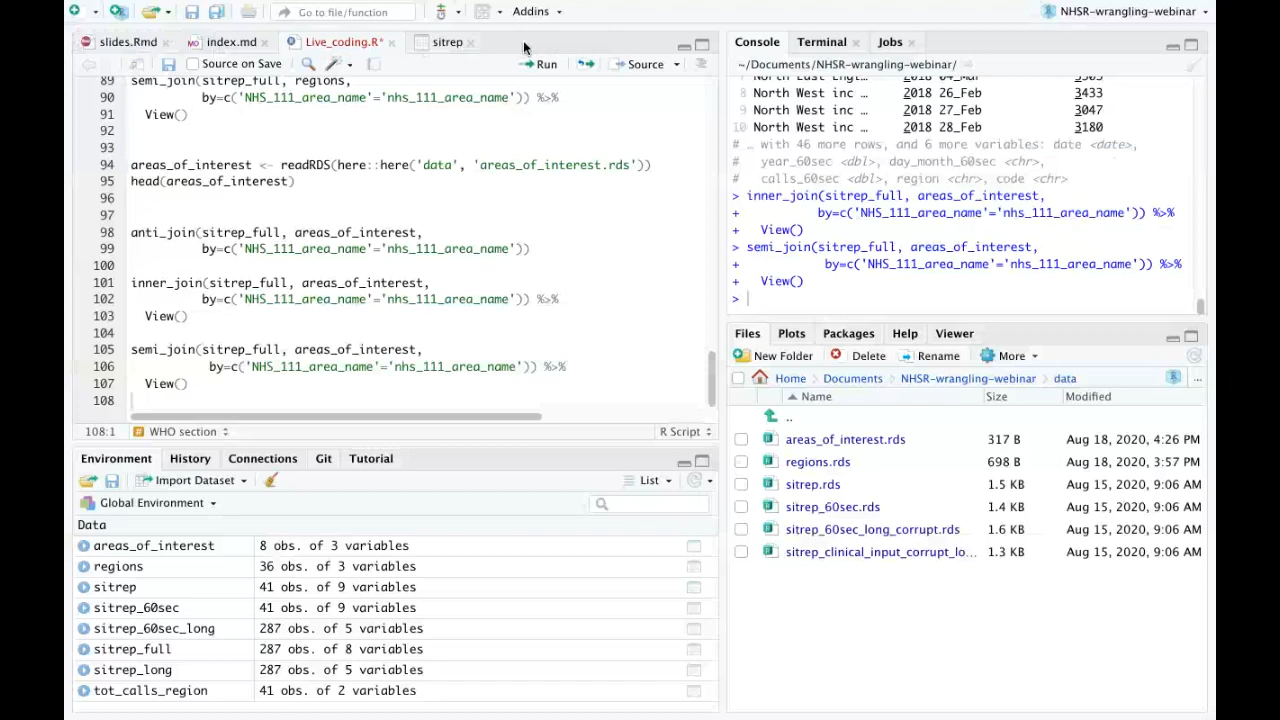 Go to file/function
Addins
NHSR-wrangling-webinar
slides.Rmd
index.md
Live_coding.R*
sitrep
Source on Save
Run
Source
89 semi_join(sitrep_full, regions,
90 by=c('NHS_111_area_name'='nhs_111_area_name')) %>%
91 View()
92
93
94 areas_of_interest <- readRDS(here::here('data', 'areas_of_interest.rds'))
95 head(areas_of_interest)
96
97
98 anti_join(sitrep_full, areas_of_interest,
99 by=c('NHS_111_area_name'='nhs_111_area_name'))
100
101 inner_join(sitrep_full, areas_of_interest,
102 by=c('NHS_111_area_name'='nhs_111_area_name')) %>%
103 View()
104
105 semi_join(sitrep_full, areas_of_interest,
106 by=c('NHS_111_area_name'='nhs_111_area_name')) %>%
107 View()
108
108:1 WHO section R Script
Environment History Connections Git Tutorial
Import Dataset List
Global Environment
Data
areas_of_interest 8 obs. of 3 variables
regions 36 obs. of 3 variables
sitrep 41 obs. of 9 variables
sitrep_60sec 41 obs. of 9 variables
sitrep_60sec_long 287 obs. of 5 variables
sitrep_full 287 obs. of 8 variables
sitrep_long 287 obs. of 5 variables
tot_calls_region 41 obs. of 2 variables
Console Terminal Jobs
~/Documents/NHSR-wrangling-webinar/
8 North West inc … 2018 26_Feb 3433
9 North West inc … 2018 27_Feb 3047
10 North West inc … 2018 28_Feb 3180
# … with 46 more rows, and 6 more variables: date <date>,
# year_60sec <dbl>, day_month_60sec <chr>,
# calls_60sec <dbl>, region <chr>, code <chr>
> inner_join(sitrep_full, areas_of_interest,
+ by=c('NHS_111_area_name'='nhs_111_area_name')) %>%
+ View()
> semi_join(sitrep_full, areas_of_interest,
+ by=c('NHS_111_area_name'='nhs_111_area_name')) %>%
+ View()
>
Files Plots Packages Help Viewer
New Folder Delete Rename More
Home Documents NHSR-wrangling-webinar data ...
Name Size Modified
..
areas_of_interest.rds 317 B Aug 18, 2020, 4:26 PM
regions.rds 698 B Aug 18, 2020, 3:57 PM
sitrep.rds 1.5 KB Aug 15, 2020, 9:06 AM
sitrep_60sec.rds 1.4 KB Aug 15, 2020, 9:06 AM
sitrep_60sec_long_corrupt.rds 1.6 KB Aug 15, 2020, 9:06 AM
sitrep_clinical_input_corrupt_lo... 1.3 KB Aug 15, 2020, 9:06 AM